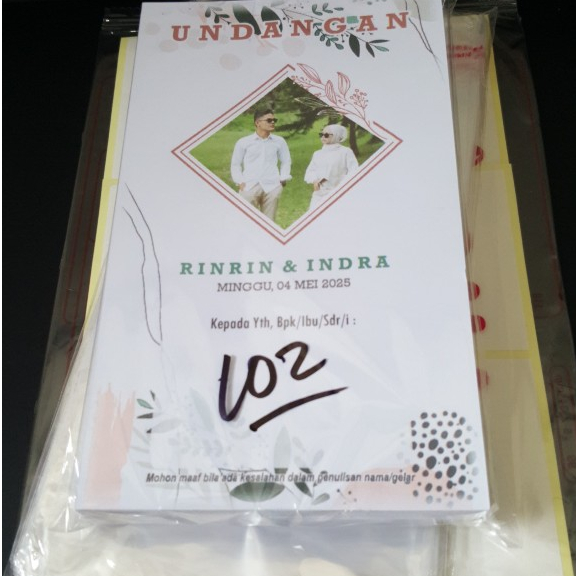 UNDANGAN
RINRIN & INDRA
MINGGU, 04 MEI 2025
Kepada Yth, Bpk/Ibu/Sdr/i :
102
Mohon maaf bila ada kesalahan dalam penulisan nama/gelar